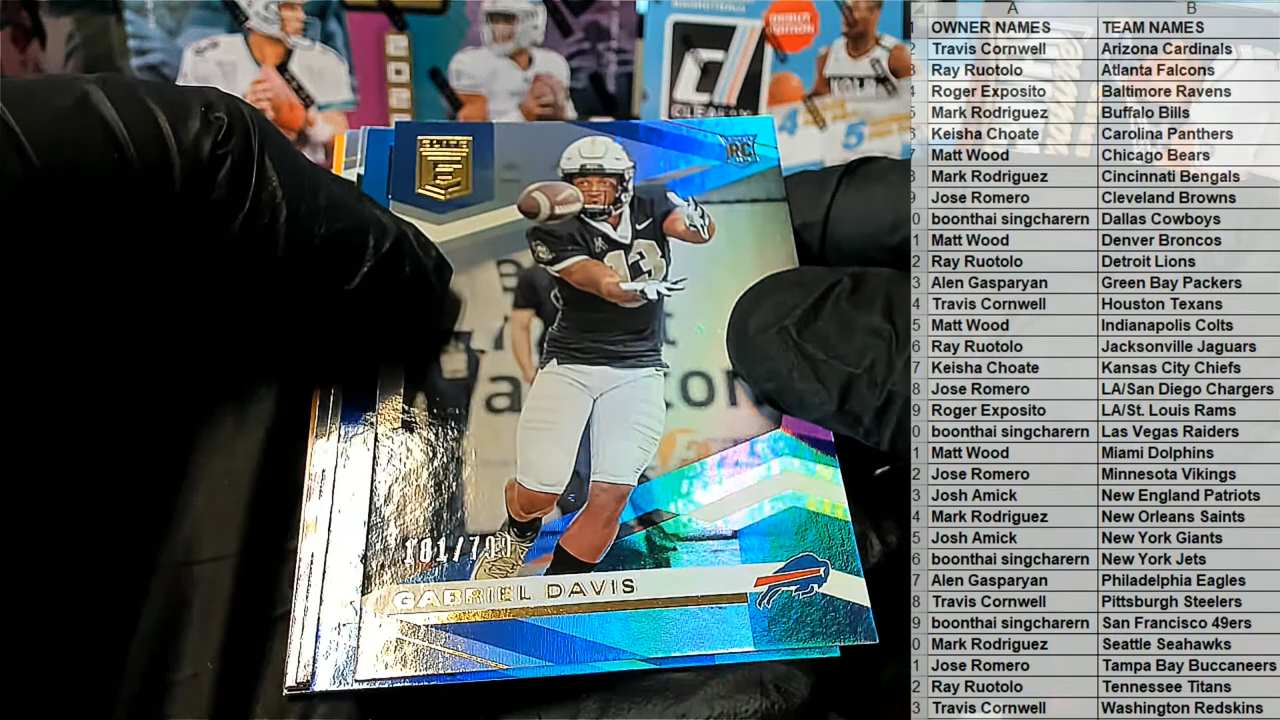 ELITE
RC
13
181/799
GABRIEL DAVIS
A B
OWNER NAMES TEAM NAMES
2 Travis Cornwell Arizona Cardinals
3 Ray Ruotolo Atlanta Falcons
4 Roger Exposito Baltimore Ravens
5 Mark Rodriguez Buffalo Bills
6 Keisha Choate Carolina Panthers
Matt Wood Chicago Bears
8 Mark Rodriguez Cincinnati Bengals
9 Jose Romero Cleveland Browns
0 boonthai singcharern Dallas Cowboys
1 Matt Wood Denver Broncos
2 Ray Ruotolo Detroit Lions
3 Alen Gasparyan Green Bay Packers
4 Travis Cornwell Houston Texans
5 Matt Wood Indianapolis Colts
6 Ray Ruotolo Jacksonville Jaguars
7 Keisha Choate Kansas City Chiefs
8 Jose Romero LA/San Diego Chargers
9 Roger Exposito LA/St. Louis Rams
0 boonthai singcharern Las Vegas Raiders
1 Matt Wood Miami Dolphins
2 Jose Romero Minnesota Vikings
3 Josh Amick New England Patriots
4 Mark Rodriguez New Orleans Saints
5 Josh Amick New York Giants
6 boonthai singcharern New York Jets
7 Alen Gasparyan Philadelphia Eagles
8 Travis Cornwell Pittsburgh Steelers
9 boonthai singcharern San Francisco 49ers
0 Mark Rodriguez Seattle Seahawks
1 Jose Romero Tampa Bay Buccaneers
2 Ray Ruotolo Tennessee Titans
3 Travis Cornwell Washington Redskins